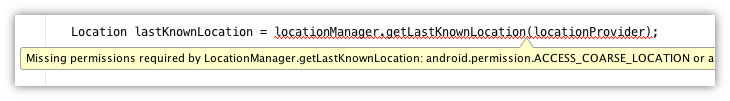 Location lastKnownLocation = locationManager.getLastKnownLocation(locationProvider);
Missing permissions required by LocationManager.getLastKnownLocation: android.permission.ACCESS_COARSE_LOCATION or a